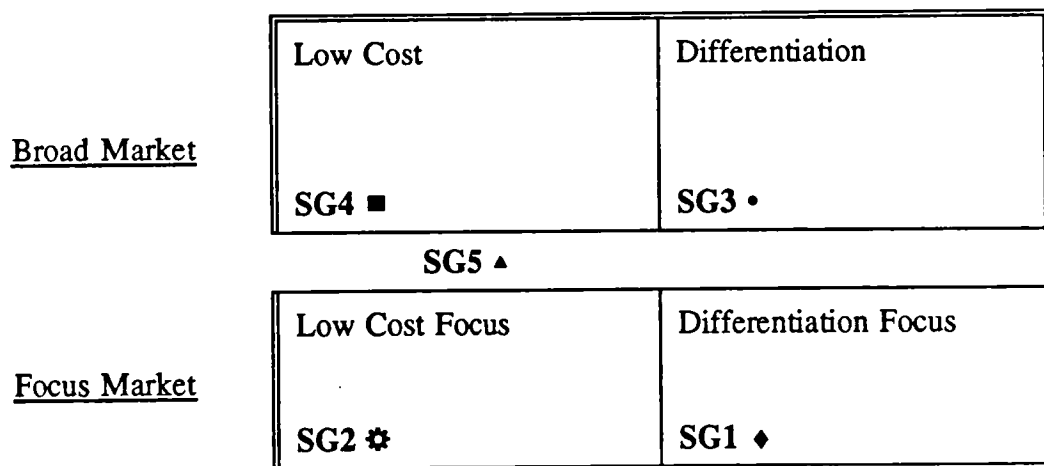 Low Cost
Differentiation
Broad Market
SG4 ■
SG3 •
SG5 ▲
Low Cost Focus
Differentiation Focus
Focus Market
SG2 ✡
SG1 ♦